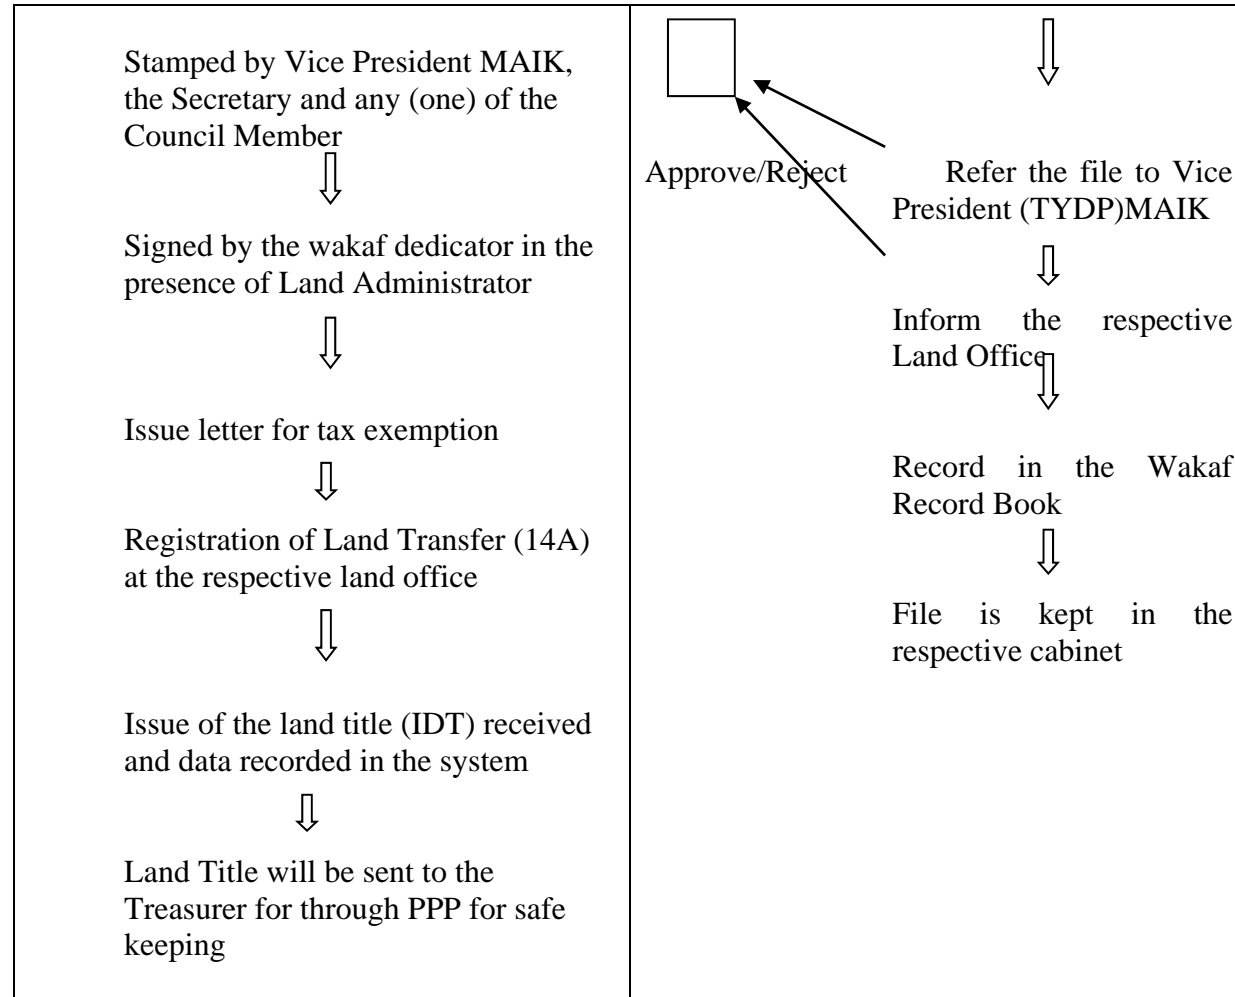 Stamped by Vice President MAIK,
the Secretary and any (one) of the
Council Member
Signed by the wakaf dedicator in the
presence of Land Administrator
Issue letter for tax exemption
Registration of Land Transfer (14A)
at the respective land office
Issue of the land title (IDT) received
and data recorded in the system
Land Title will be sent to the
Treasurer for through PPP for safe
keeping
Approve/Reject
Refer the file to Vice
President (TYDP)MAIK
Inform the respective
Land Office
Record in the Wakaf
Record Book
File is kept in the
respective cabinet